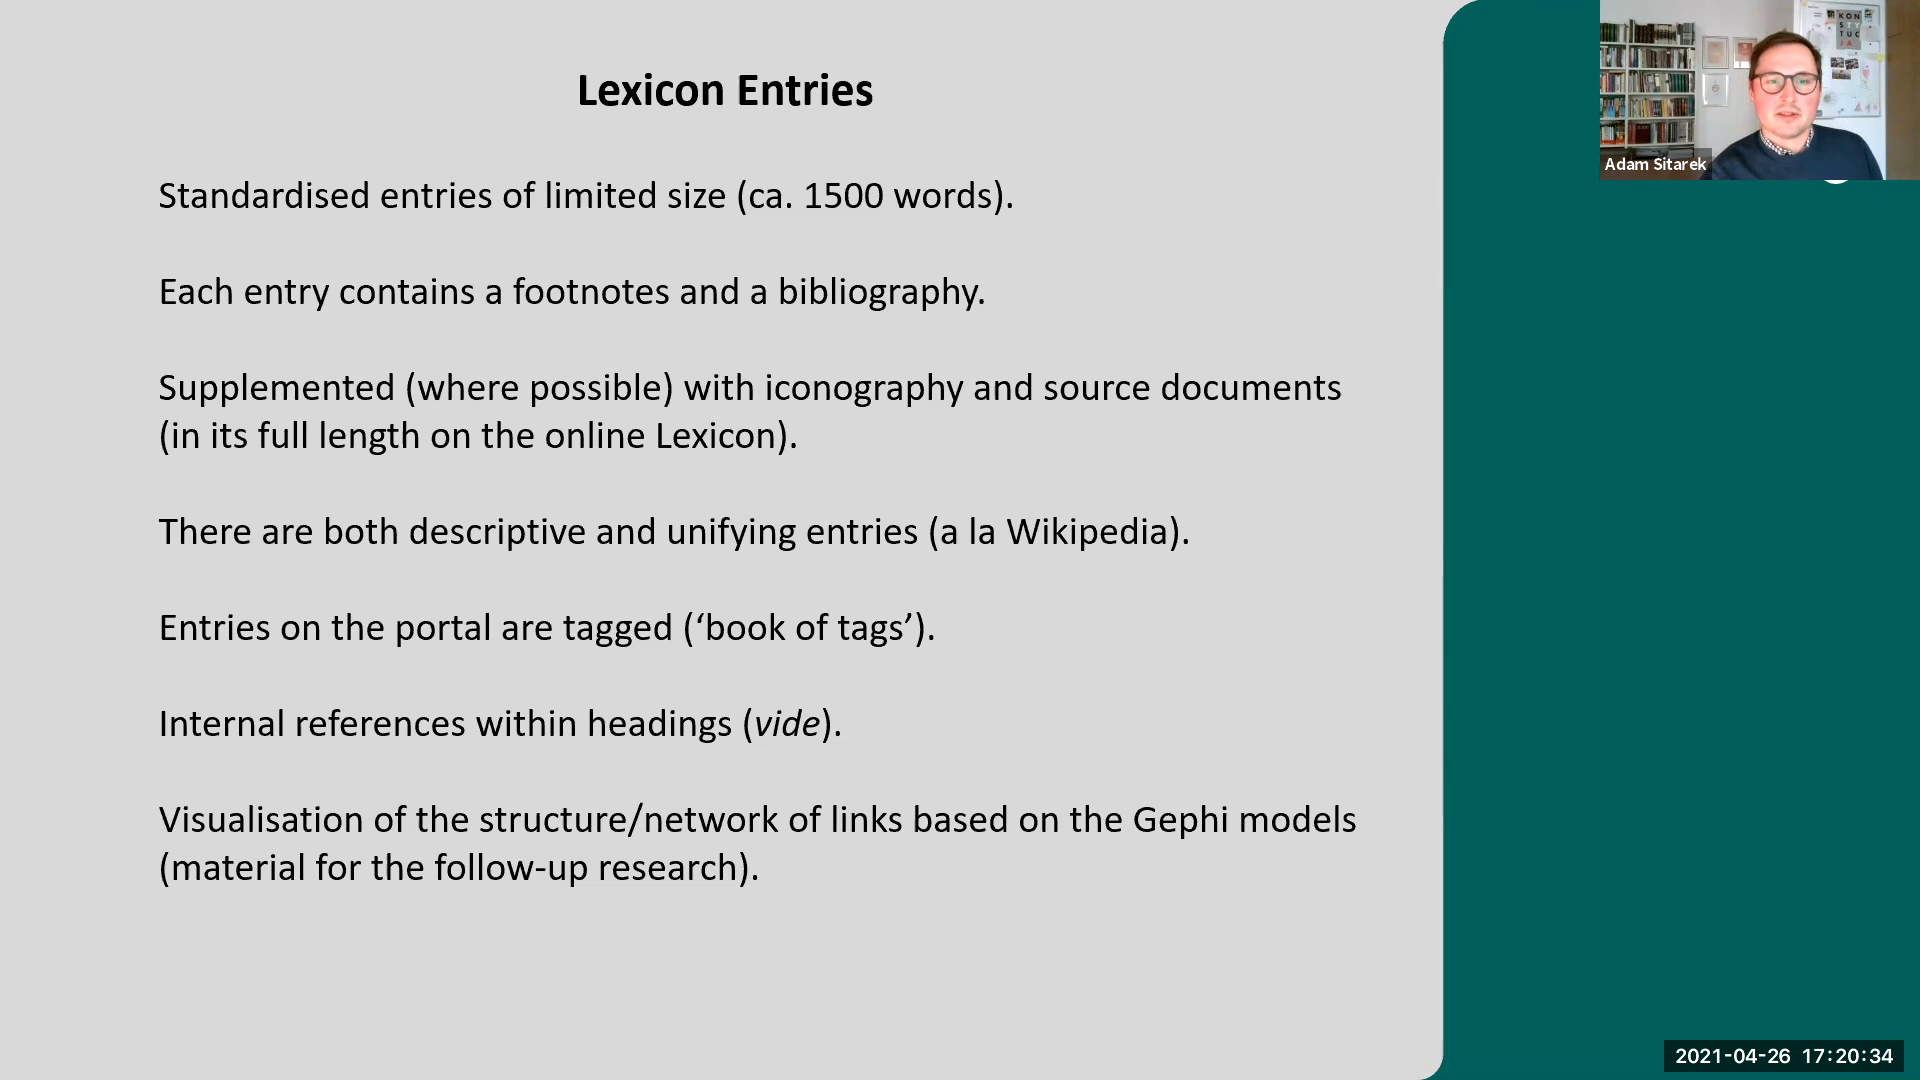 Lexicon Entries
Standardised entries of limited size (ca. 1500 words).
Each entry contains a footnotes and a bibliography.
Supplemented (where possible) with iconography and source documents
(in its full length on the online Lexicon).
There are both descriptive and unifying entries (a la Wikipedia).
Entries on the portal are tagged (‘book of tags’).
Internal references within headings (vide).
Visualisation of the structure/network of links based on the Gephi models
(material for the follow-up research).
KON
STY
TUC
JA
Adam Sitarek
2021-04-26 17:20:34